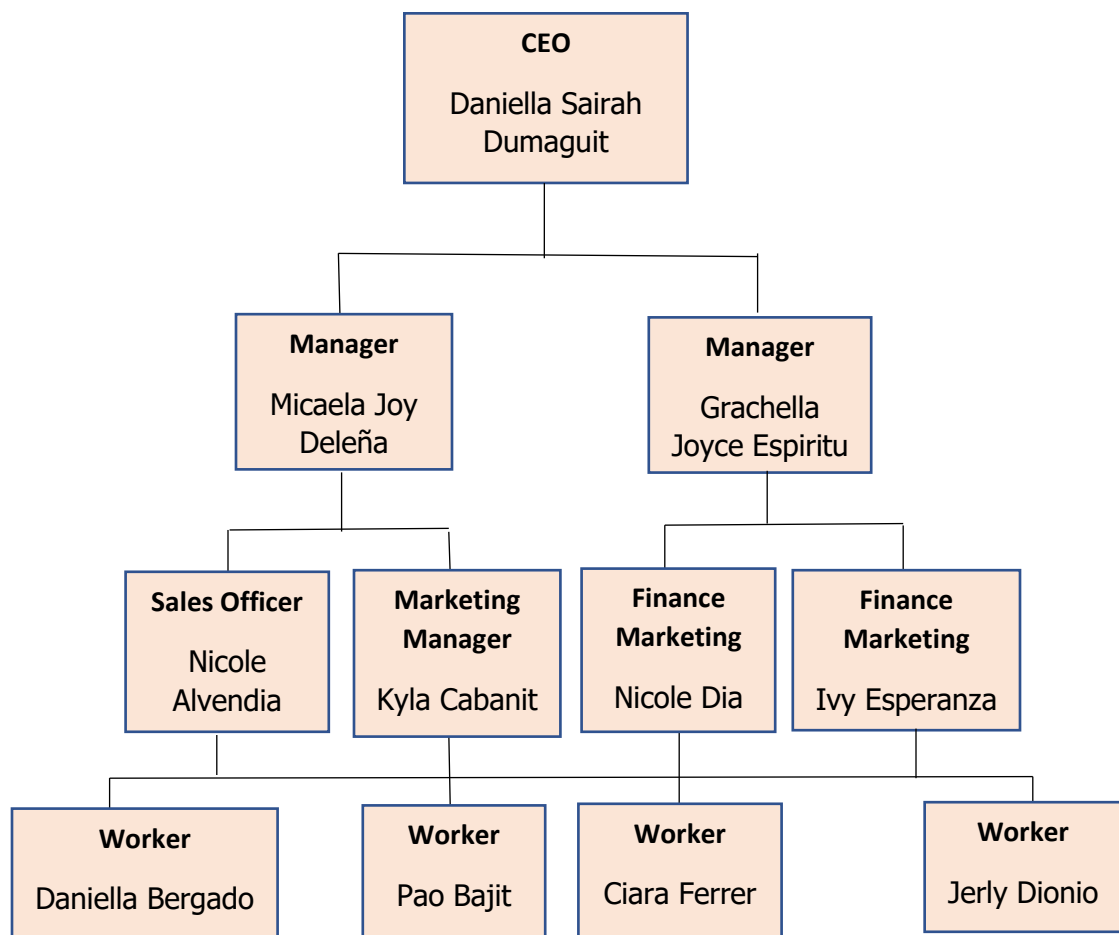 CEO
Daniella Sairah
Dumaguit
Manager
Micaela Joy
Deleña
Manager
Grachella
Joyce Espiritu
Sales Officer
Nicole
Alvendia
Marketing
Manager
Kyla Cabanit
Finance
Marketing
Nicole Dia
Finance
Marketing
Ivy Esperanza
Worker
Daniella Bergado
Worker
Pao Bajit
Worker
Ciara Ferrer
Worker
Jerly Dionio